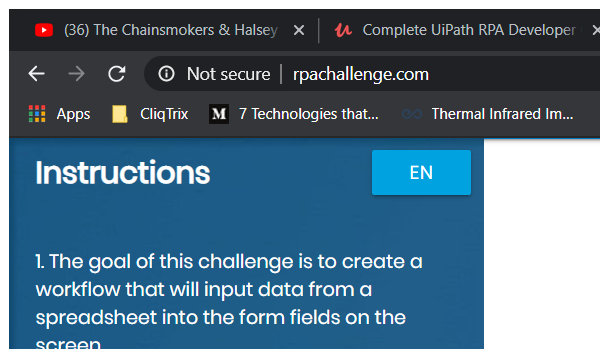 (36) The Chainsmokers & Halsey
Complete UiPath RPA Developer
Not secure | rpachallenge.com
Apps CliqTrix M 7 Technologies that... Thermal Infrared Im...
Instructions
EN
1. The goal of this challenge is to create a
workflow that will input data from a
spreadsheet into the form fields on the
screen